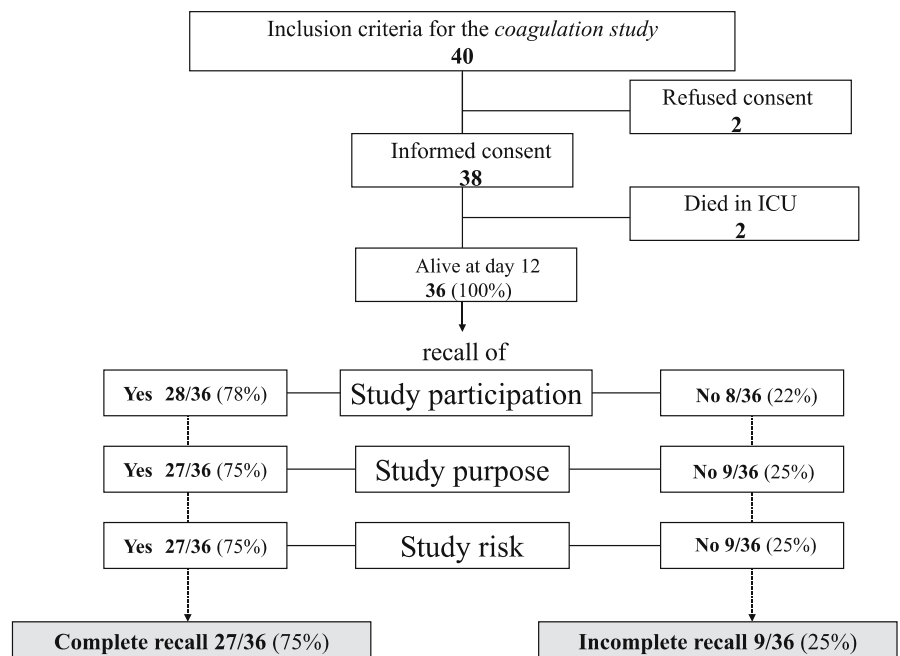 Inclusion criteria for the coagulation study
40
Refused consent
2
Informed consent
38
Died in ICU
2
Alive at day 12
36 (100%)
recall of
Yes 28/36 (78%)
Study participation
No 8/36 (22%)
Yes 27/36 (75%)
Study purpose
No 9/36 (25%)
Yes 27/36 (75%)
Study risk
No 9/36 (25%)
Complete recall 27/36 (75%)
Incomplete recall 9/36 (25%)